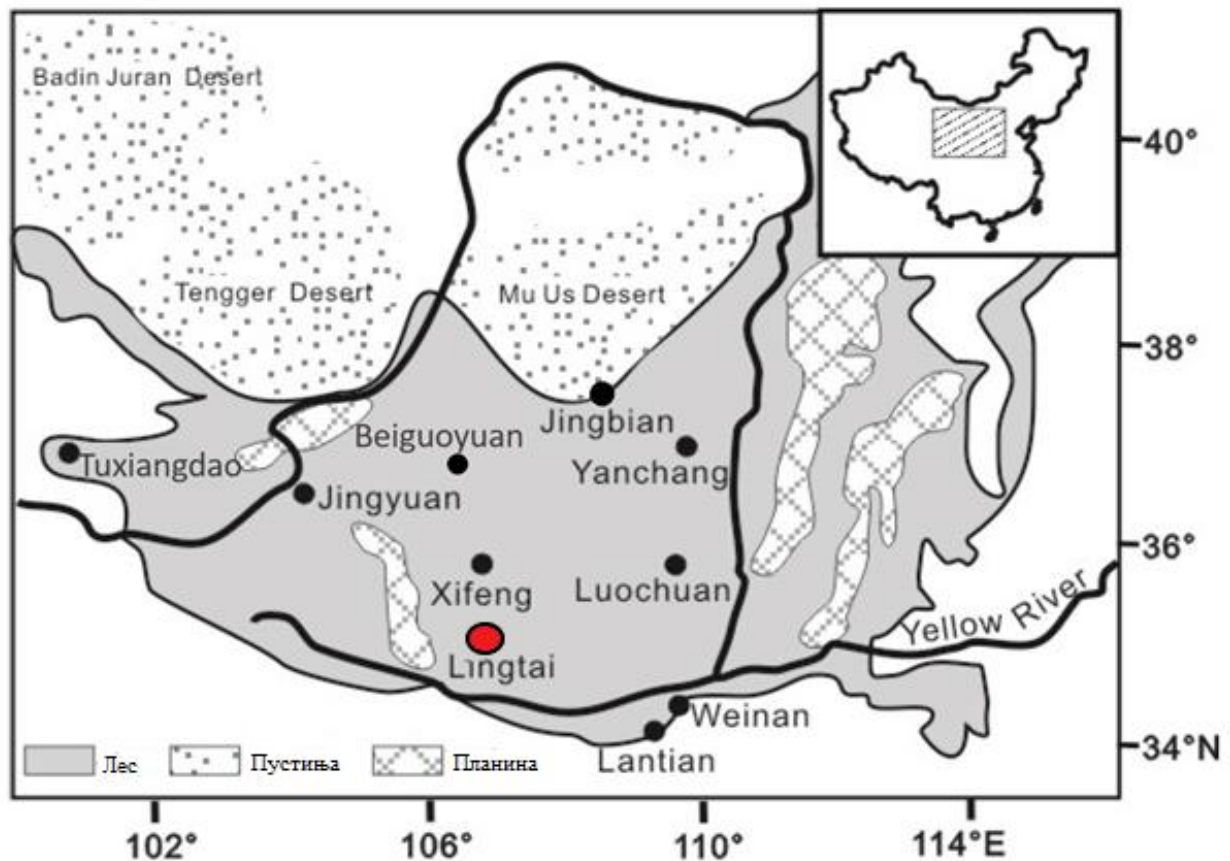 Badin Juran Desert
40°
Tengger Desert
Mu Us Desert
38°
Jingbian
Beiguoyuan
Yanchang
Tuxiangdao
Jingyuan
36°
Xifeng
Luochuan
Yellow River
Lingtai
Weinan
Lantian
34°N
Лес
Пустиња
Планина
102°
106°
110°
114°E